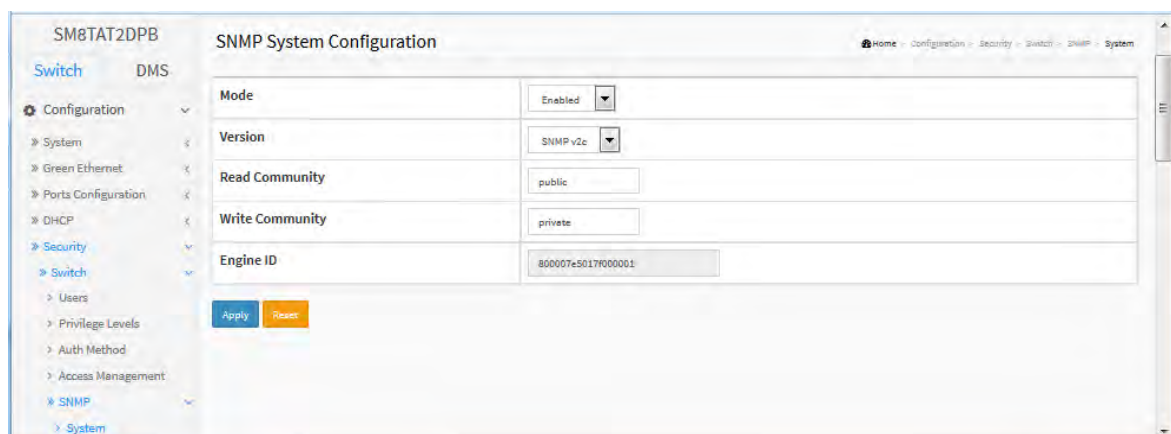 SM8TAT2DPB
Switch DMS
Configuration
» System
» Green Ethernet
» Ports Configuration
» DHCP
» Security
» Switch
> Users
> Privilege Levels
> Auth Method
> Access Management
» SNMP
> System
SNMP System Configuration
Home > Configuration > Security > Switch > SNMP > System
Mode
Enabled
Version
SNMP v2c
Read Community
public
Write Community
private
Engine ID
800007e5017f000001
Apply Reset